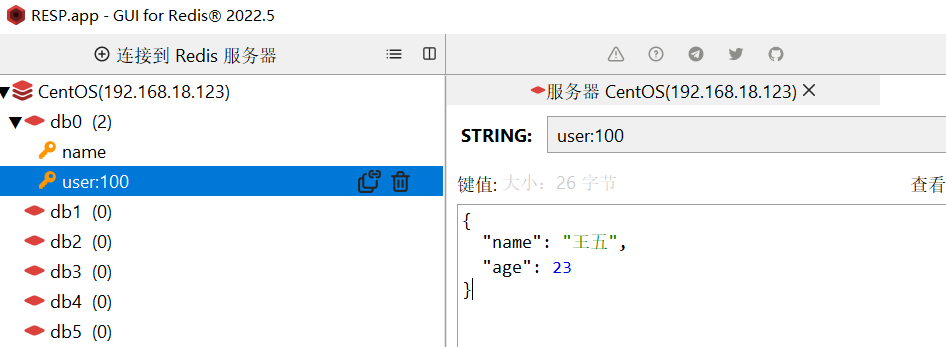 RESP.app - GUI for Redis® 2022.5
连接到 Redis 服务器
CentOS(192.168.18.123)
db0 (2)
name
user:100
db1 (0)
db2 (0)
db3 (0)
db4 (0)
db5 (0)
服务器 CentOS(192.168.18.123)
STRING: user:100
键值: 大小: 26 字节 查看
{
"name": "王五",
"age": 23
}